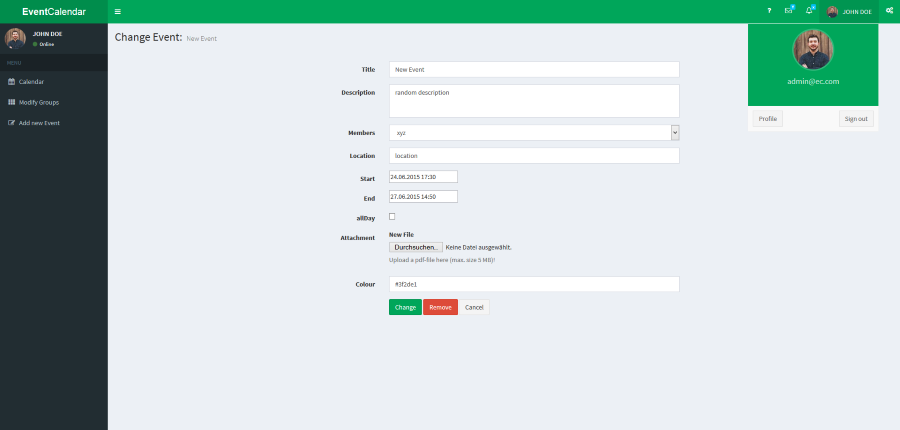 EventCalendar
? JOHN DOE
JOHN DOE
Online
MENU
Calendar
Modify Groups
Add new Event
Change Event: New Event
Title New Event
Description random description
Members xyz
Location location
Start 24.06.2015 17:30
End 27.06.2015 14:50
allDay
Attachment New File
Durchsuchen... Keine Datei ausgewählt.
Upload a pdf-file here (max. size 5 MB)!
Colour #3f2de1
Change Remove Cancel
admin@ec.com
Profile Sign out